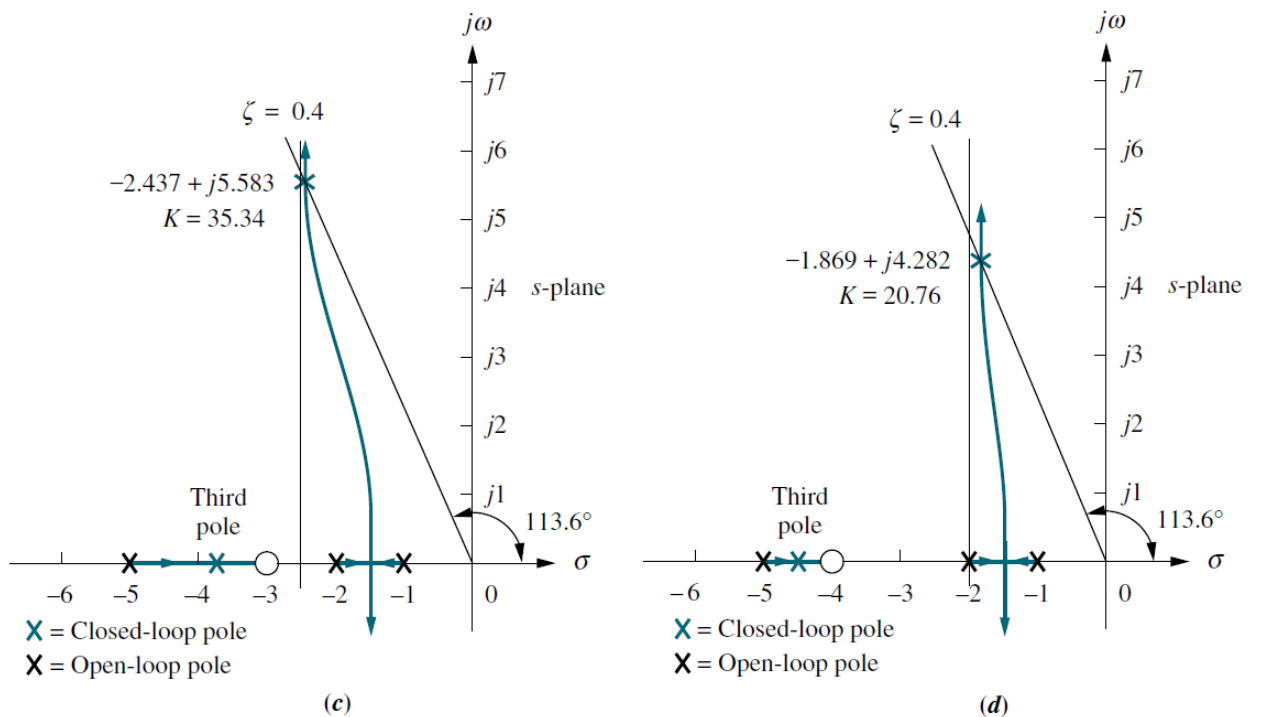 jω
j7
ζ = 0.4
j6
−2.437 + j5.583
K = 35.34
j5
j4
s-plane
j3
j2
Third
pole
j1
113.6°
σ
−6 −5 −4 −3 −2 −1 0
X = Closed-loop pole
X = Open-loop pole
(c)
jω
j7
ζ = 0.4
j6
j5
−1.869 + j4.282
K = 20.76
j4
s-plane
j3
j2
Third
pole
j1
113.6°
σ
−6 −5 −4 −3 −2 −1 0
X = Closed-loop pole
X = Open-loop pole
(d)